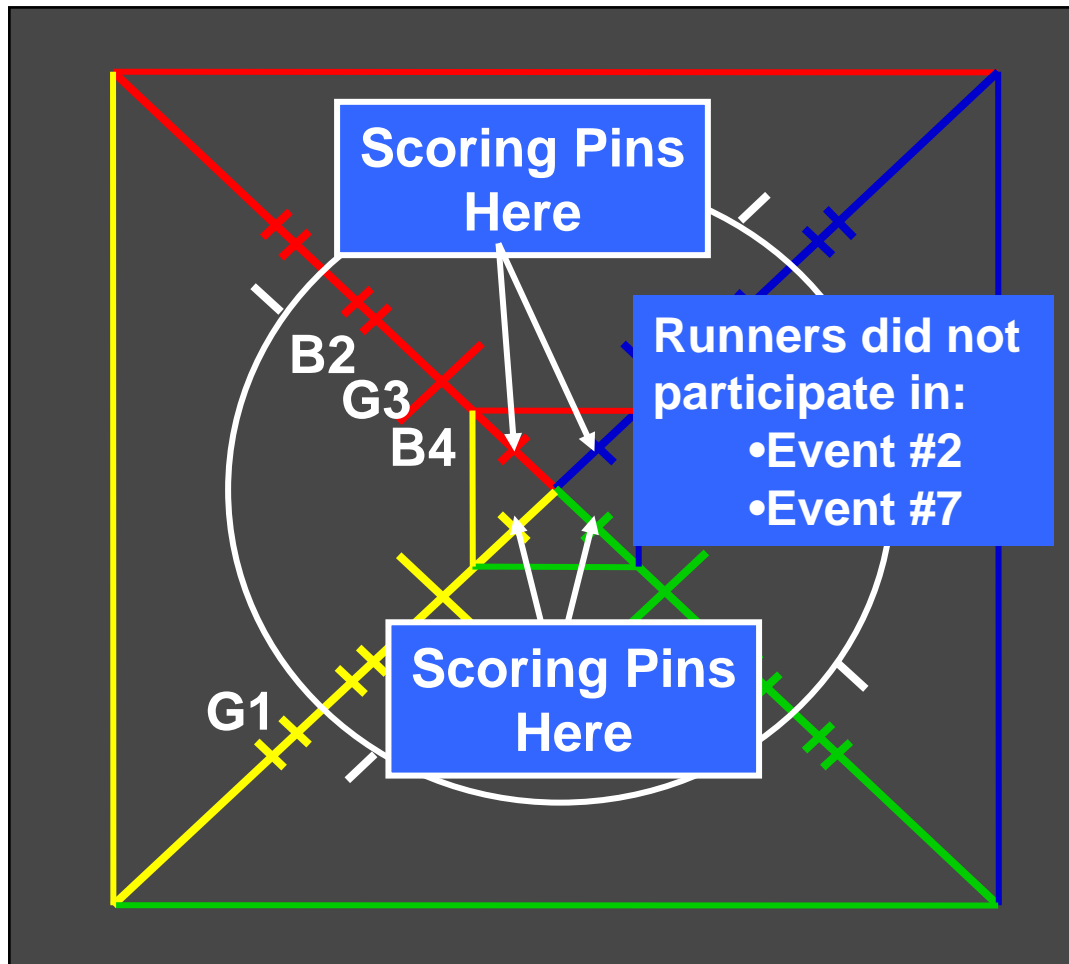 Scoring Pins
Here
Runners did not
participate in:
•Event #2
•Event #7
B2
G3
B4
Scoring Pins
Here
G1